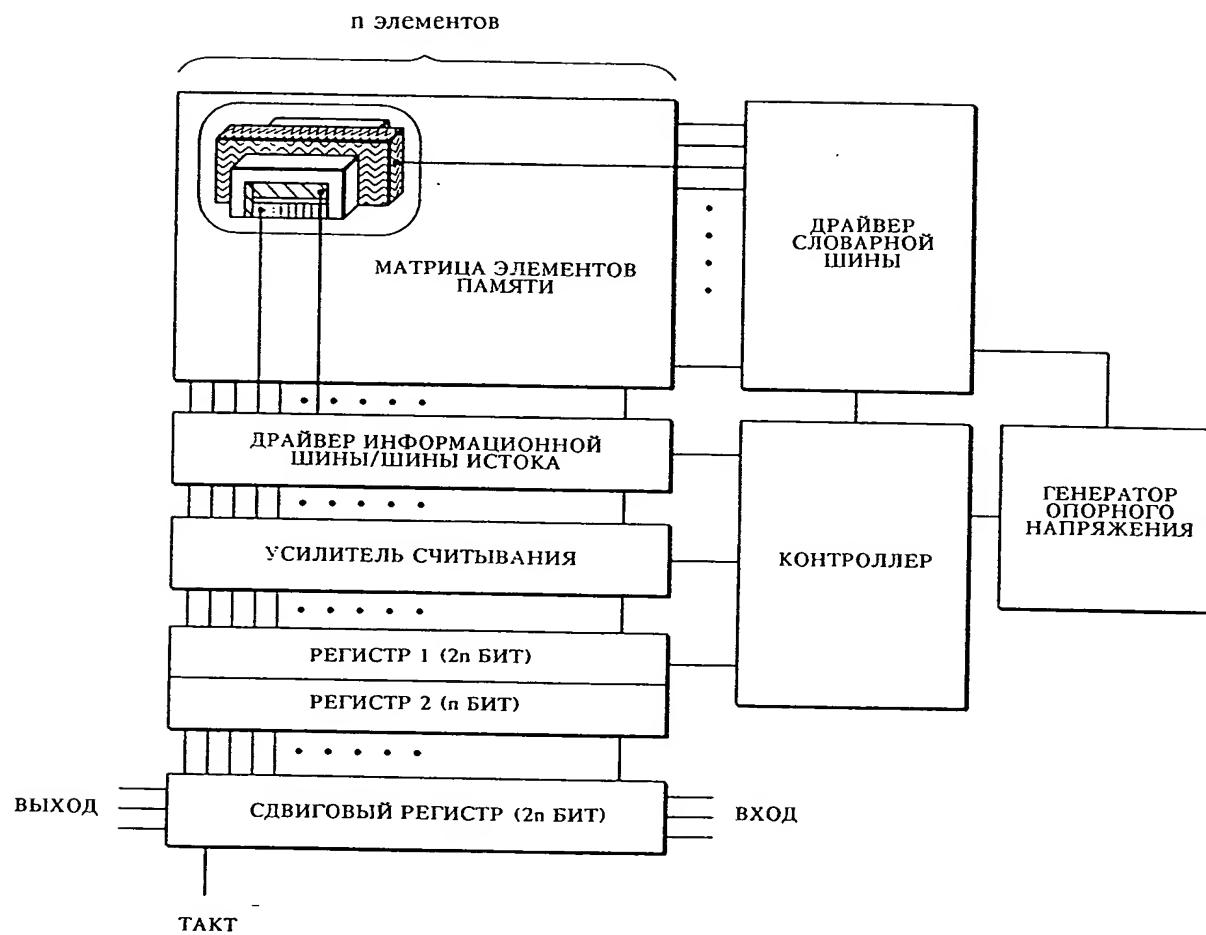 n элементов
МАТРИЦА ЭЛЕМЕНТОВ
ПАМЯТИ
ДРАЙВЕР
СЛОВАРНОЙ
ШИНЫ
ДРАЙВЕР ИНФОРМАЦИОННОЙ
ШИНЫ/ШИНЫ ИСТОКА
УСИЛИТЕЛЬ СЧИТЫВАНИЯ
КОНТРОЛЛЕР
ГЕНЕРАТОР
ОПОРНОГО
НАПРЯЖЕНИЯ
РЕГИСТР 1 (2n БИТ)
РЕГИСТР 2 (n БИТ)
ВЫХОД
СДВИГОВЫЙ РЕГИСТР (2n БИТ)
ВХОД
ТАКТ